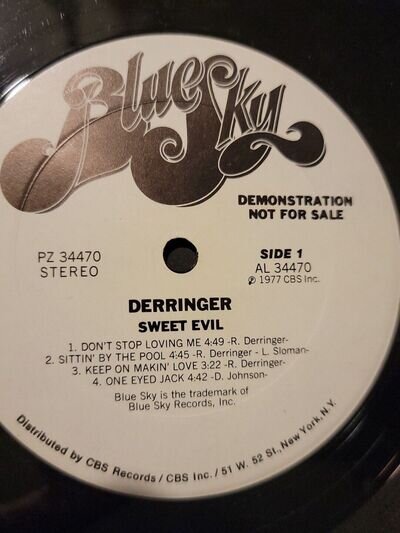 Blue Sky
DEMONSTRATION
NOT FOR SALE
PZ 34470
STEREO
SIDE 1
AL 34470
℗ 1977 CBS Inc.
DERRINGER
SWEET EVIL
1. DON'T STOP LOVING ME 4:49 -R. Derringer-
2. SITTIN' BY THE POOL 4:45 -R. Derringer - L. Sloman-
3. KEEP ON MAKIN' LOVE 3:22 -R. Derringer-
4. ONE EYED JACK 4:42 -D. Johnson-
Blue Sky is the trademark of
Blue Sky Records, Inc.
Distributed by CBS Records / CBS Inc. / 51 W. 52 St., New York, N.Y.